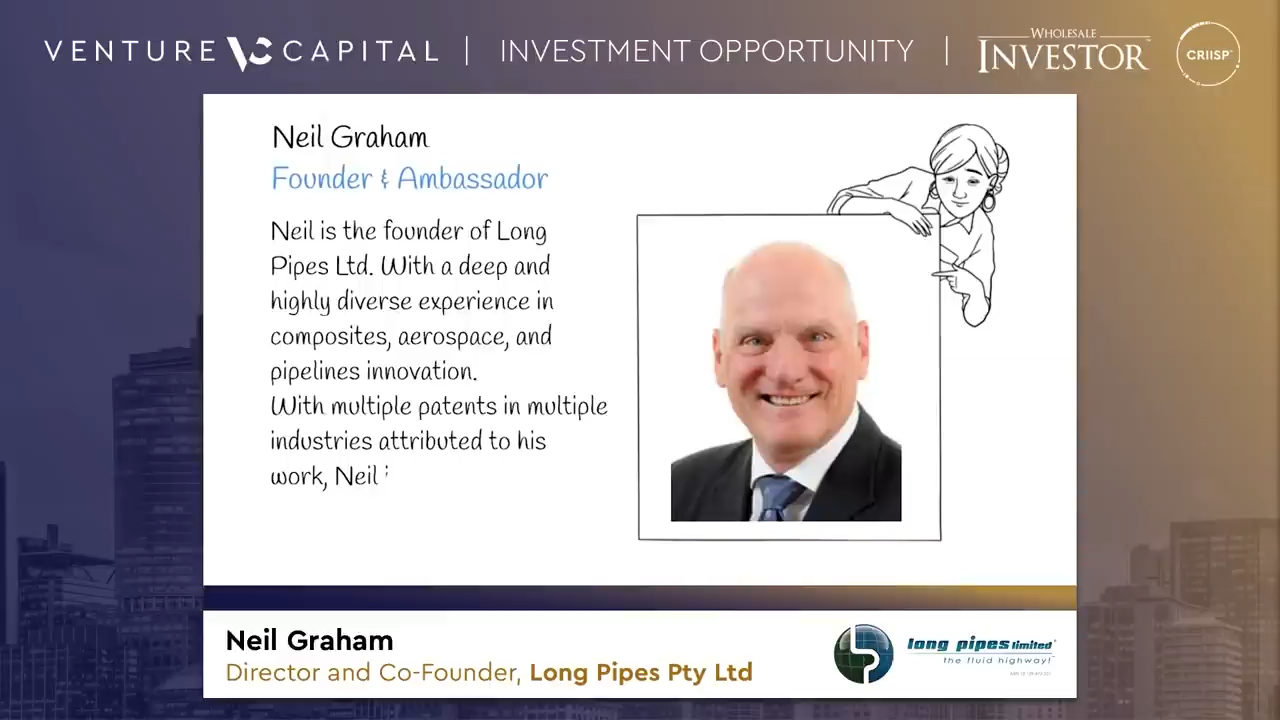 VENTURE VC CAPITAL | INVESTMENT OPPORTUNITY | WHOLESALE INVESTOR CRIISP
Neil Graham
Founder & Ambassador
Neil is the founder of Long
Pipes Ltd. With a deep and
highly diverse experience in
composites, aerospace, and
pipelines innovation.
With multiple patents in multiple
industries attributed to his
work, Neil
Neil Graham
Director and Co-Founder, Long Pipes Pty Ltd
long pipes limited
the fluid highway!